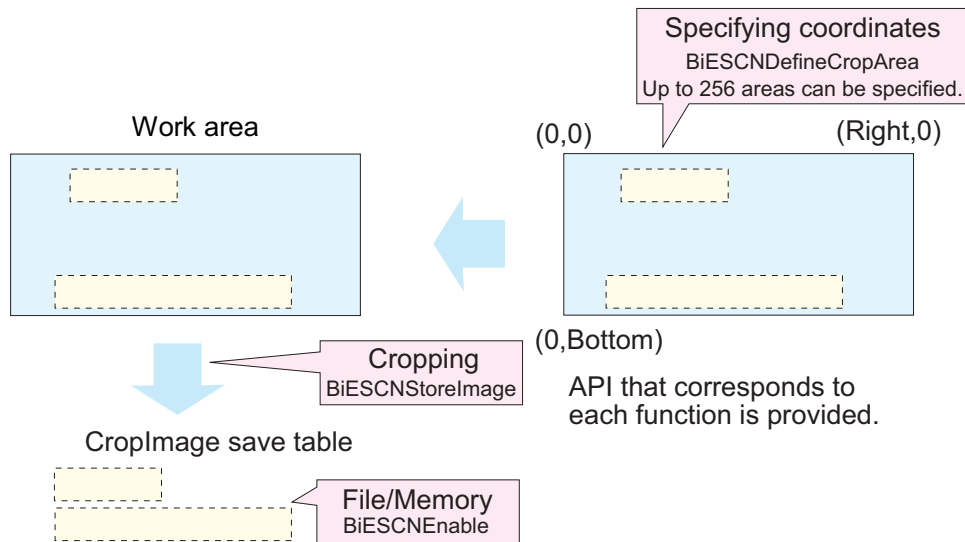 Specifying coordinates
BiESCNDefineCropArea
Up to 256 areas can be specified.
Work area
(0,0)
(Right,0)
(0,Bottom)
Cropping
BiESCNStoreImage
API that corresponds to
each function is provided.
CropImage save table
File/Memory
BiESCNEnable